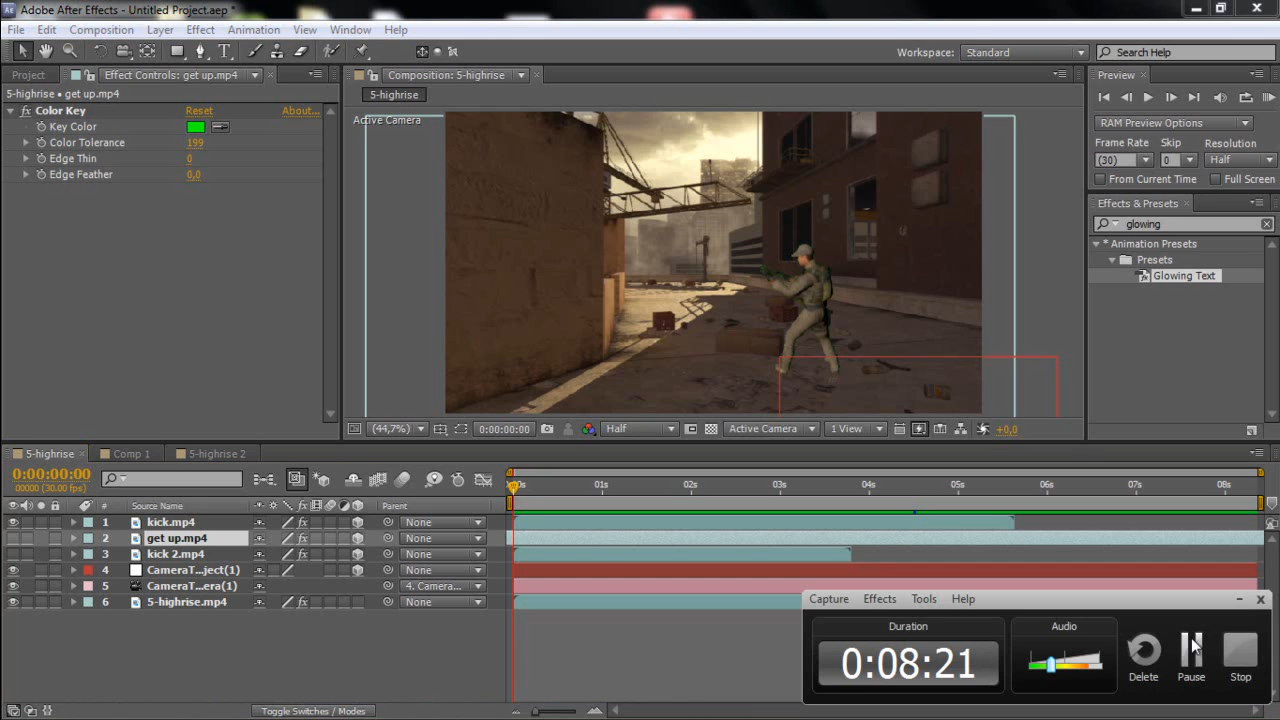 Adobe After Effects - Untitled Project.aep *
File Edit Composition Layer Effect Animation View Window Help
Workspace: Standard Search Help
Project Effect Controls: get up.mp4 Composition: 5-highrise Preview
5-highrise • get up.mp4
5-highrise
Color Key Reset About...
Key Color
Color Tolerance 199
Edge Thin 0
Edge Feather 0,0
Active Camera
RAM Preview Options
Frame Rate Skip Resolution
(30) 0 Half
From Current Time Full Screen
Effects & Presets
glowing
* Animation Presets
Presets
Glowing Text
(44,7%) 0:00:00:00 Half Active Camera 1 View +0,0
5-highrise Comp 1 5-highrise 2
0:00:00:00
00000 (30.00 fps)
01s 02s 03s 04s 05s 06s 07s 08s
# Source Name Parent
1 kick.mp4 None
2 get up.mp4 None
3 kick 2.mp4 None
4 CameraT...ject(1) None
5 CameraT...era(1) 4. Camera...
6 5-highrise.mp4 None
Capture Effects Tools Help
Duration Audio
0:08:21
Delete Pause Stop
Toggle Switches / Modes